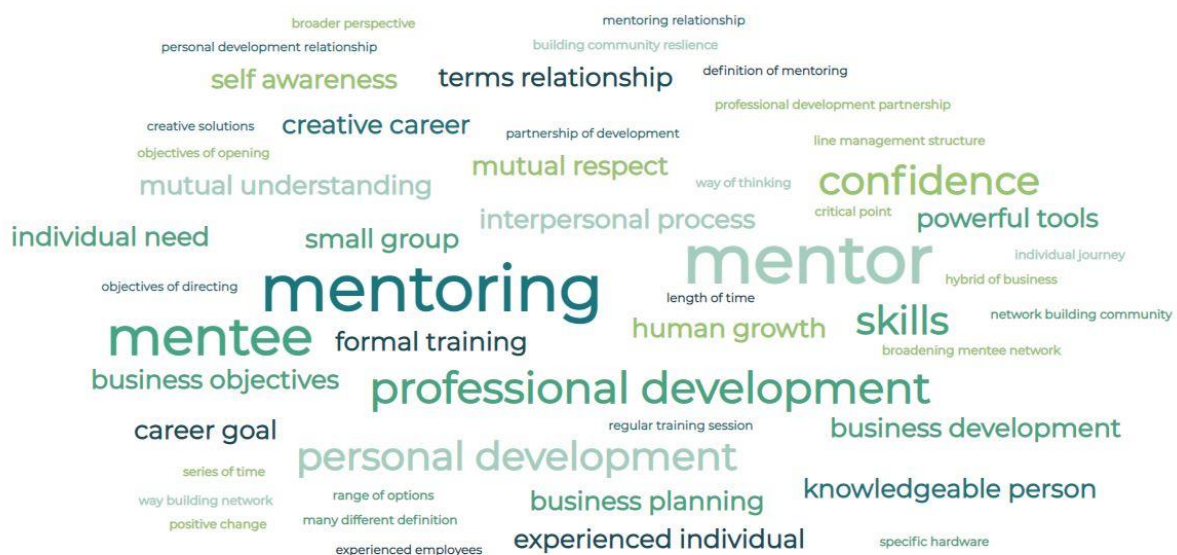 broader perspective
mentoring relationship
personal development relationship
building community reslience
self awareness
terms relationship
definition of mentoring
professional development partnership
creative solutions
creative career
partnership of development
line management structure
objectives of opening
mutual respect
mutual understanding
way of thinking
confidence
interpersonal process
critical point
powerful tools
individual need
small group
mentor
individual journey
objectives of directing
mentoring
hybrid of business
length of time
mentee
formal training
human growth
skills
network building community
broadening mentee network
business objectives
professional development
career goal
regular training session
business development
personal development
series of time
way building network
range of options
business planning
knowledgeable person
positive change
many different definition
experienced individual
specific hardware
experienced employees